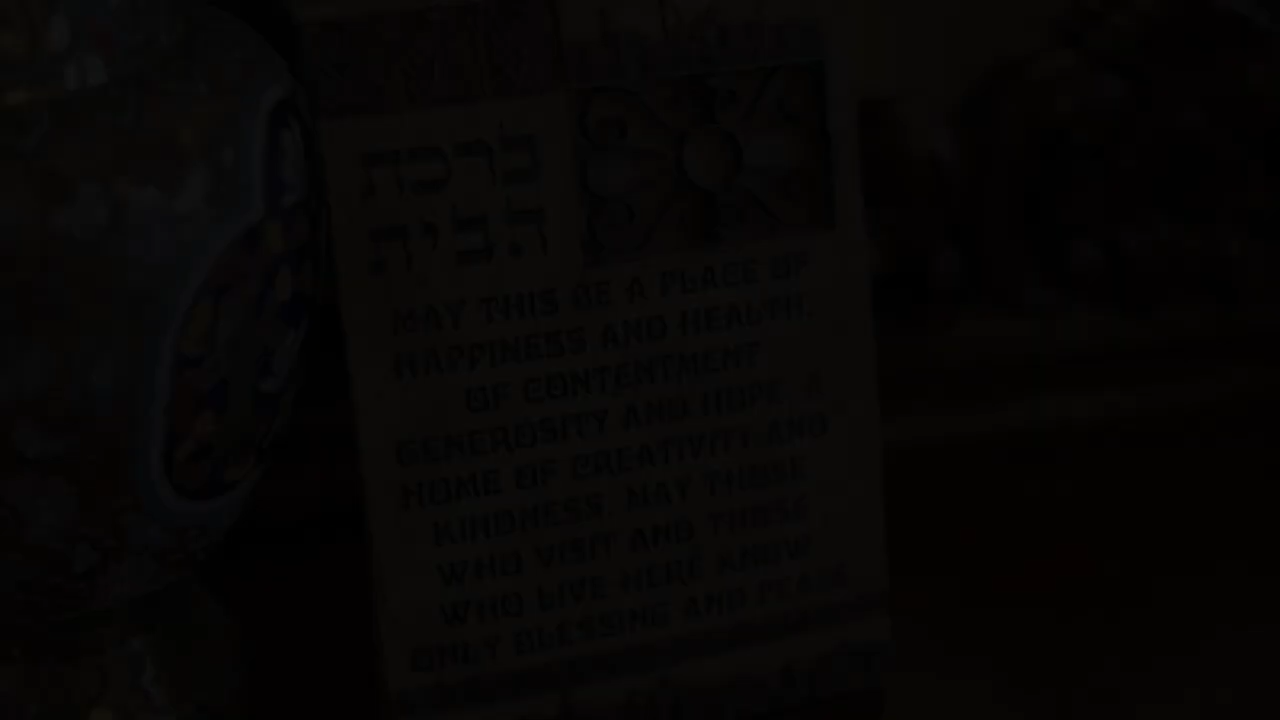 ברכת
הבית
MAY THIS BE A PLACE OF
HAPPINESS AND HEALTH,
OF CONTENTMENT
GENEROSITY AND HOPE, A
HOME OF CREATIVITY AND
KINDNESS. MAY THOSE
WHO VISIT AND THOSE
WHO LIVE HERE KNOW
ONLY BLESSING AND PEACE